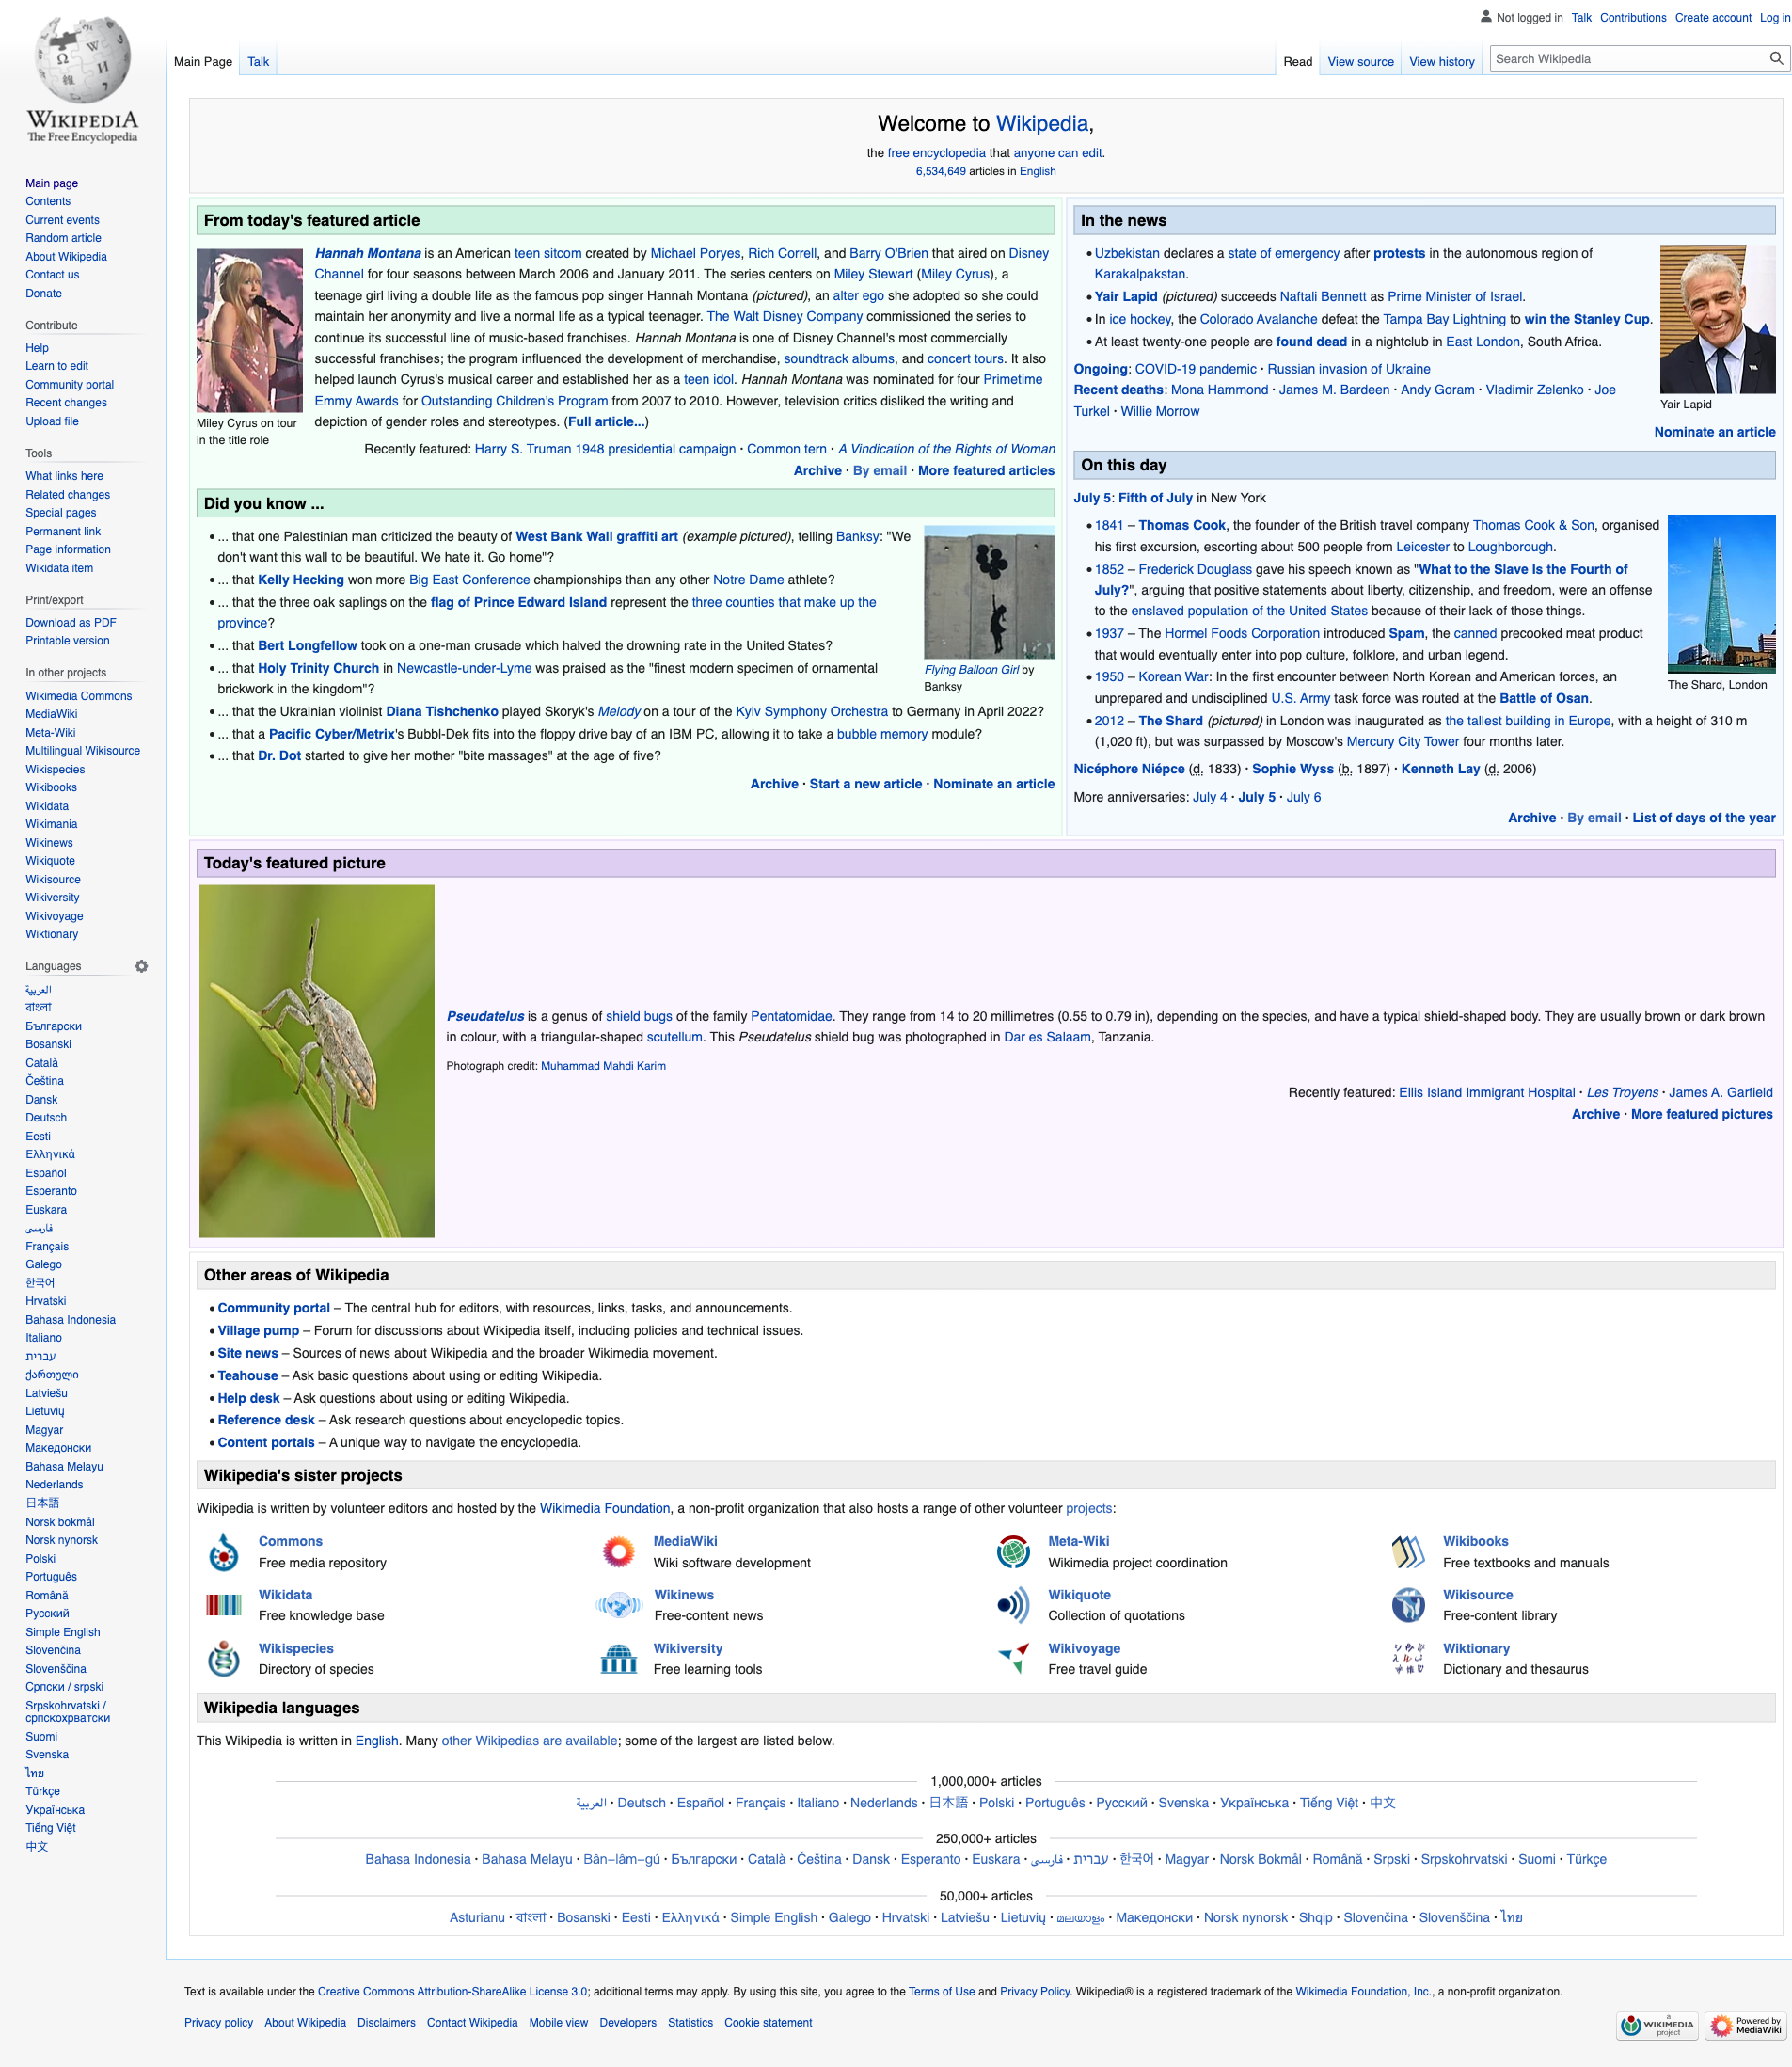 WIKIPEDIA
The Free Encyclopedia
Not logged in Talk Contributions Create account Log in
Main Page Talk
Read View source View history Search Wikipedia
Main page
Contents
Current events
Random article
About Wikipedia
Contact us
Donate
Contribute
Help
Learn to edit
Community portal
Recent changes
Upload file
Tools
What links here
Related changes
Special pages
Permanent link
Page information
Wikidata item
Print/export
Download as PDF
Printable version
In other projects
Wikimedia Commons
MediaWiki
Meta-Wiki
Multilingual Wikisource
Wikispecies
Wikibooks
Wikidata
Wikimania
Wikinews
Wikiquote
Wikisource
Wikiversity
Wikivoyage
Wiktionary
Languages
العربية
বাংলা
Български
Bosanski
Català
Čeština
Dansk
Deutsch
Eesti
Ελληνικά
Español
Esperanto
Euskara
فارسی
Français
Galego
한국어
Hrvatski
Bahasa Indonesia
Italiano
עברית
ქართული
Latviešu
Lietuvių
Magyar
Македонски
Bahasa Melayu
Nederlands
日本語
Norsk bokmål
Norsk nynorsk
Polski
Português
Română
Русский
Simple English
Slovenčina
Slovenščina
Српски / srpski
Srpskohrvatski /
српскохрватски
Suomi
Svenska
ไทย
Türkçe
Українська
Tiếng Việt
中文
Welcome to Wikipedia,
the free encyclopedia that anyone can edit.
6,534,649 articles in English
From today's featured article
Hannah Montana is an American teen sitcom created by Michael Poryes, Rich Correll, and Barry O'Brien that aired on Disney
Channel for four seasons between March 2006 and January 2011. The series centers on Miley Stewart (Miley Cyrus), a
teenage girl living a double life as the famous pop singer Hannah Montana (pictured), an alter ego she adopted so she could
maintain her anonymity and live a normal life as a typical teenager. The Walt Disney Company commissioned the series to
continue its successful line of music-based franchises. Hannah Montana is one of Disney Channel's most commercially
successful franchises; the program influenced the development of merchandise, soundtrack albums, and concert tours. It also
helped launch Cyrus's musical career and established her as a teen idol. Hannah Montana was nominated for four Primetime
Emmy Awards for Outstanding Children's Program from 2007 to 2010. However, television critics disliked the writing and
depiction of gender roles and stereotypes. (Full article...)
Miley Cyrus on tour
in the title role
Recently featured: Harry S. Truman 1948 presidential campaign · Common tern · A Vindication of the Rights of Woman
Archive · By email · More featured articles
Did you know ...
• ... that one Palestinian man criticized the beauty of West Bank Wall graffiti art (example pictured), telling Banksy: "We
don't want this wall to be beautiful. We hate it. Go home"?
• ... that Kelly Hecking won more Big East Conference championships than any other Notre Dame athlete?
• ... that the three oak saplings on the flag of Prince Edward Island represent the three counties that make up the
province?
• ... that Bert Longfellow took on a one-man crusade which halved the drowning rate in the United States?
• ... that Holy Trinity Church in Newcastle-under-Lyme was praised as the "finest modern specimen of ornamental
brickwork in the kingdom"?
• ... that the Ukrainian violinist Diana Tishchenko played Skoryk's Melody on a tour of the Kyiv Symphony Orchestra to Germany in April 2022?
• ... that a Pacific Cyber/Metrix's Bubbl-Dek fits into the floppy drive bay of an IBM PC, allowing it to take a bubble memory module?
• ... that Dr. Dot started to give her mother "bite massages" at the age of five?
Flying Balloon Girl by
Banksy
Archive · Start a new article · Nominate an article
In the news
• Uzbekistan declares a state of emergency after protests in the autonomous region of
Karakalpakstan.
• Yair Lapid (pictured) succeeds Naftali Bennett as Prime Minister of Israel.
• In ice hockey, the Colorado Avalanche defeat the Tampa Bay Lightning to win the Stanley Cup.
• At least twenty-one people are found dead in a nightclub in East London, South Africa.
Yair Lapid
Ongoing: COVID-19 pandemic · Russian invasion of Ukraine
Recent deaths: Mona Hammond · James M. Bardeen · Andy Goram · Vladimir Zelenko · Joe
Turkel · Willie Morrow
Nominate an article
On this day
July 5: Fifth of July in New York
• 1841 – Thomas Cook, the founder of the British travel company Thomas Cook & Son, organised
his first excursion, escorting about 500 people from Leicester to Loughborough.
• 1852 – Frederick Douglass gave his speech known as "What to the Slave Is the Fourth of
July?", arguing that positive statements about liberty, citizenship, and freedom, were an offense
to the enslaved population of the United States because of their lack of those things.
• 1937 – The Hormel Foods Corporation introduced Spam, the canned precooked meat product
that would eventually enter into pop culture, folklore, and urban legend.
• 1950 – Korean War: In the first encounter between North Korean and American forces, an
unprepared and undisciplined U.S. Army task force was routed at the Battle of Osan.
• 2012 – The Shard (pictured) in London was inaugurated as the tallest building in Europe, with a height of 310 m
(1,020 ft), but was surpassed by Moscow's Mercury City Tower four months later.
The Shard, London
Nicéphore Niépce (d. 1833) · Sophie Wyss (b. 1897) · Kenneth Lay (d. 2006)
More anniversaries: July 4 · July 5 · July 6
Archive · By email · List of days of the year
Today's featured picture
Pseudatelus is a genus of shield bugs of the family Pentatomidae. They range from 14 to 20 millimetres (0.55 to 0.79 in), depending on the species, and have a typical shield-shaped body. They are usually brown or dark brown
in colour, with a triangular-shaped scutellum. This Pseudatelus shield bug was photographed in Dar es Salaam, Tanzania.
Photograph credit: Muhammad Mahdi Karim
Recently featured: Ellis Island Immigrant Hospital · Les Troyens · James A. Garfield
Archive · More featured pictures
Other areas of Wikipedia
• Community portal – The central hub for editors, with resources, links, tasks, and announcements.
• Village pump – Forum for discussions about Wikipedia itself, including policies and technical issues.
• Site news – Sources of news about Wikipedia and the broader Wikimedia movement.
• Teahouse – Ask basic questions about using or editing Wikipedia.
• Help desk – Ask questions about using or editing Wikipedia.
• Reference desk – Ask research questions about encyclopedic topics.
• Content portals – A unique way to navigate the encyclopedia.
Wikipedia's sister projects
Wikipedia is written by volunteer editors and hosted by the Wikimedia Foundation, a non-profit organization that also hosts a range of other volunteer projects:
Commons MediaWiki Meta-Wiki Wikibooks
Free media repository Wiki software development Wikimedia project coordination Free textbooks and manuals
Wikidata Wikinews Wikiquote Wikisource
Free knowledge base Free-content news Collection of quotations Free-content library
Wikispecies Wikiversity Wikivoyage Wiktionary
Directory of species Free learning tools Free travel guide Dictionary and thesaurus
Wikipedia languages
This Wikipedia is written in English. Many other Wikipedias are available; some of the largest are listed below.
1,000,000+ articles
العربية · Deutsch · Español · Français · Italiano · Nederlands · 日本語 · Polski · Português · Русский · Svenska · Українська · Tiếng Việt · 中文
250,000+ articles
Bahasa Indonesia · Bahasa Melayu · Bân-lâm-gú · Български · Català · Čeština · Dansk · Esperanto · Euskara · فارسی · עברית · 한국어 · Magyar · Norsk Bokmål · Română · Srpski · Srpskohrvatski · Suomi · Türkçe
50,000+ articles
Asturianu · বাংলা · Bosanski · Eesti · Ελληνικά · Simple English · Galego · Hrvatski · Latviešu · Lietuvių · മലയാളം · Македонски · Norsk nynorsk · Shqip · Slovenčina · Slovenščina · ไทย
Text is available under the Creative Commons Attribution-ShareAlike License 3.0; additional terms may apply. By using this site, you agree to the Terms of Use and Privacy Policy. Wikipedia® is a registered trademark of the Wikimedia Foundation, Inc., a non-profit organization.
Privacy policy About Wikipedia Disclaimers Contact Wikipedia Mobile view Developers Statistics Cookie statement
a
WIKIMEDIA
project
Powered by
MediaWiki